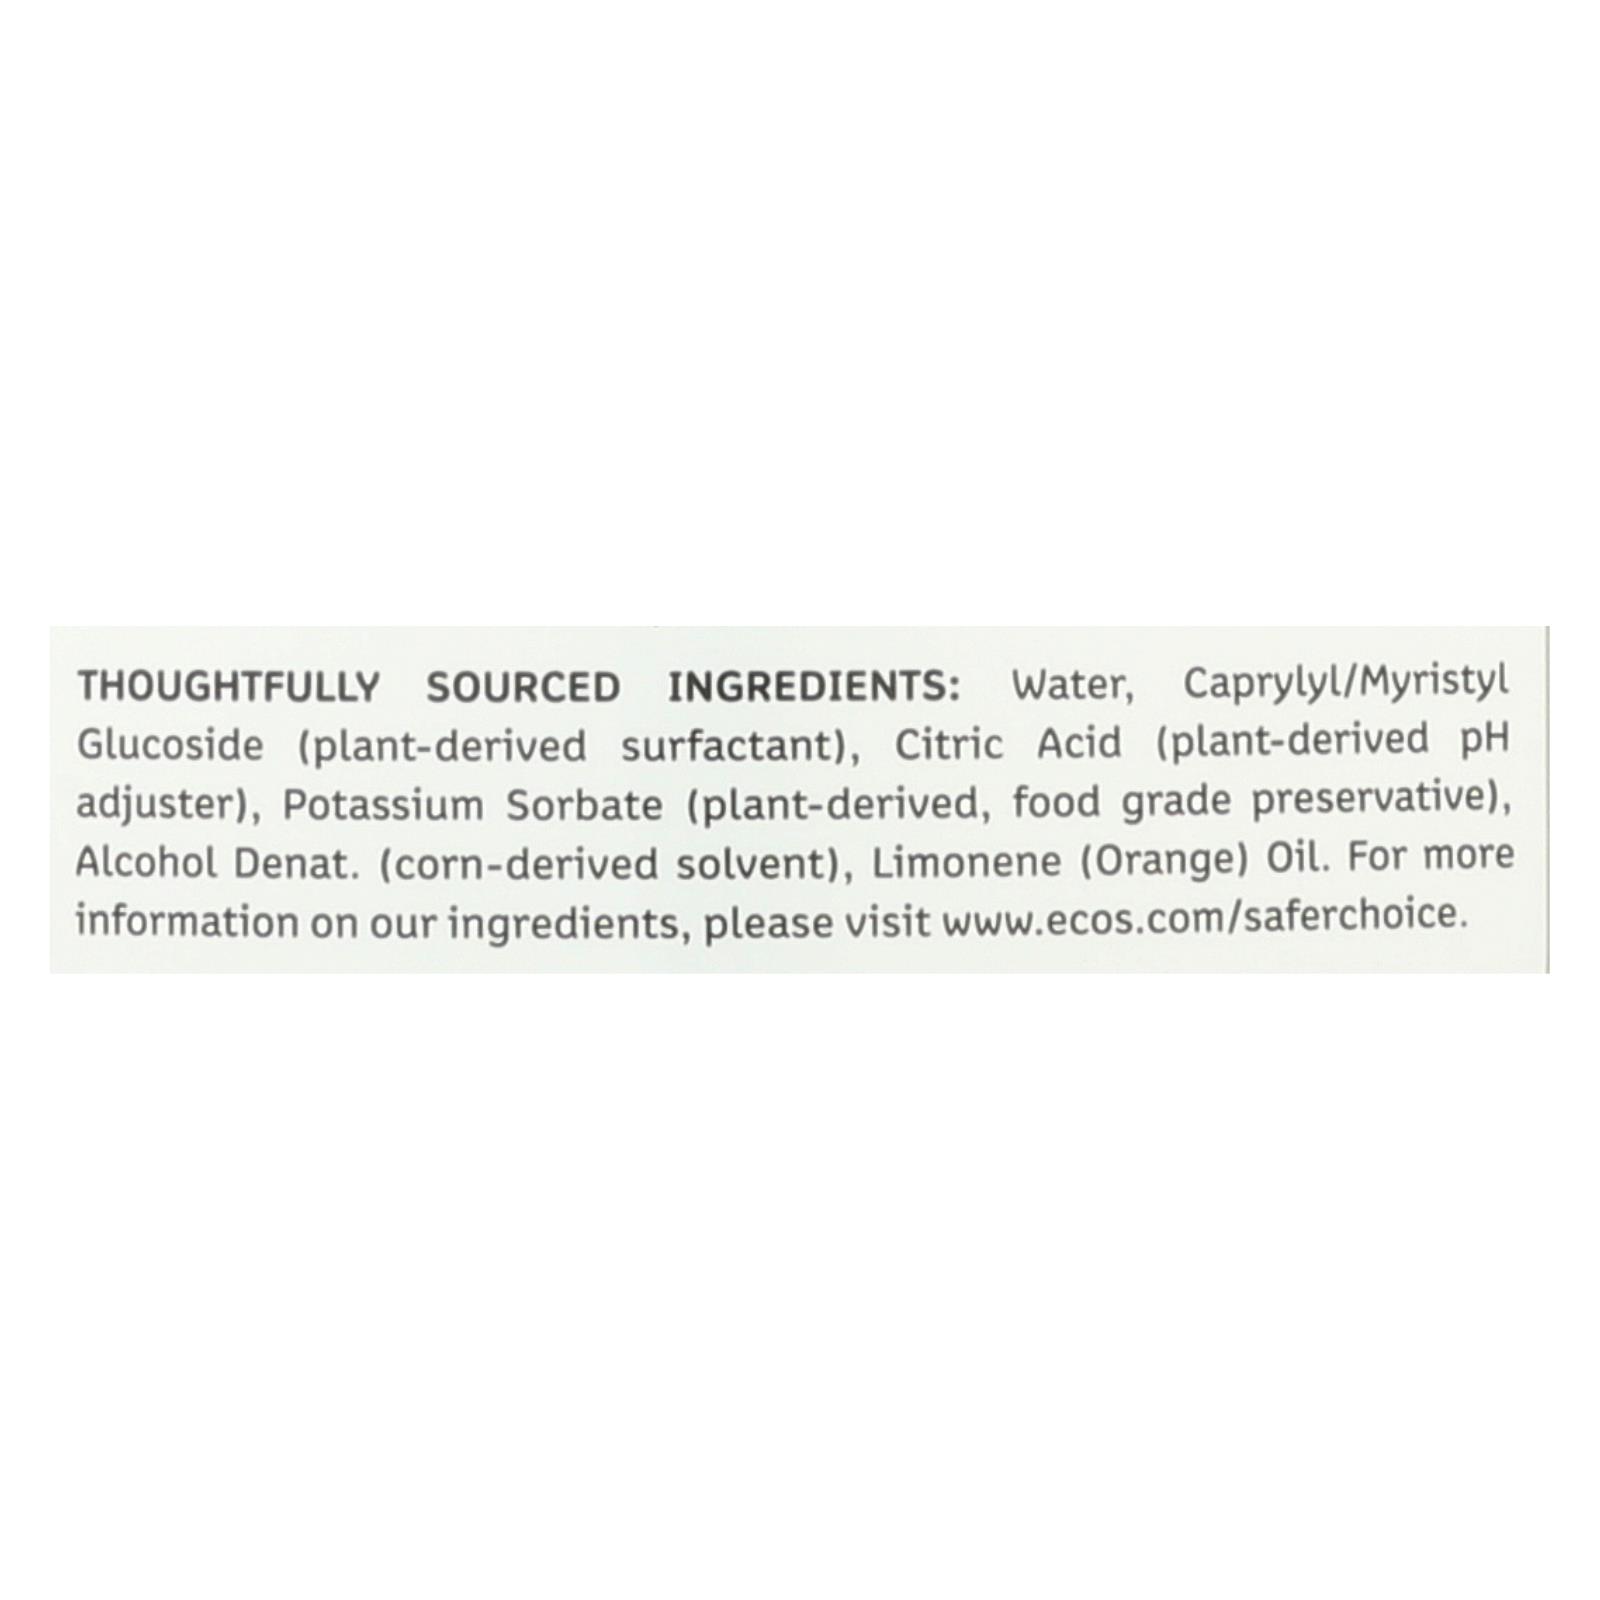 THOUGHTFULLY SOURCED INGREDIENTS: Water, Caprylyl/Myristyl
Glucoside (plant-derived surfactant), Citric Acid (plant-derived pH
adjuster), Potassium Sorbate (plant-derived, food grade preservative),
Alcohol Denat. (corn-derived solvent), Limonene (Orange) Oil. For more
information on our ingredients, please visit www.ecos.com/saferchoice.